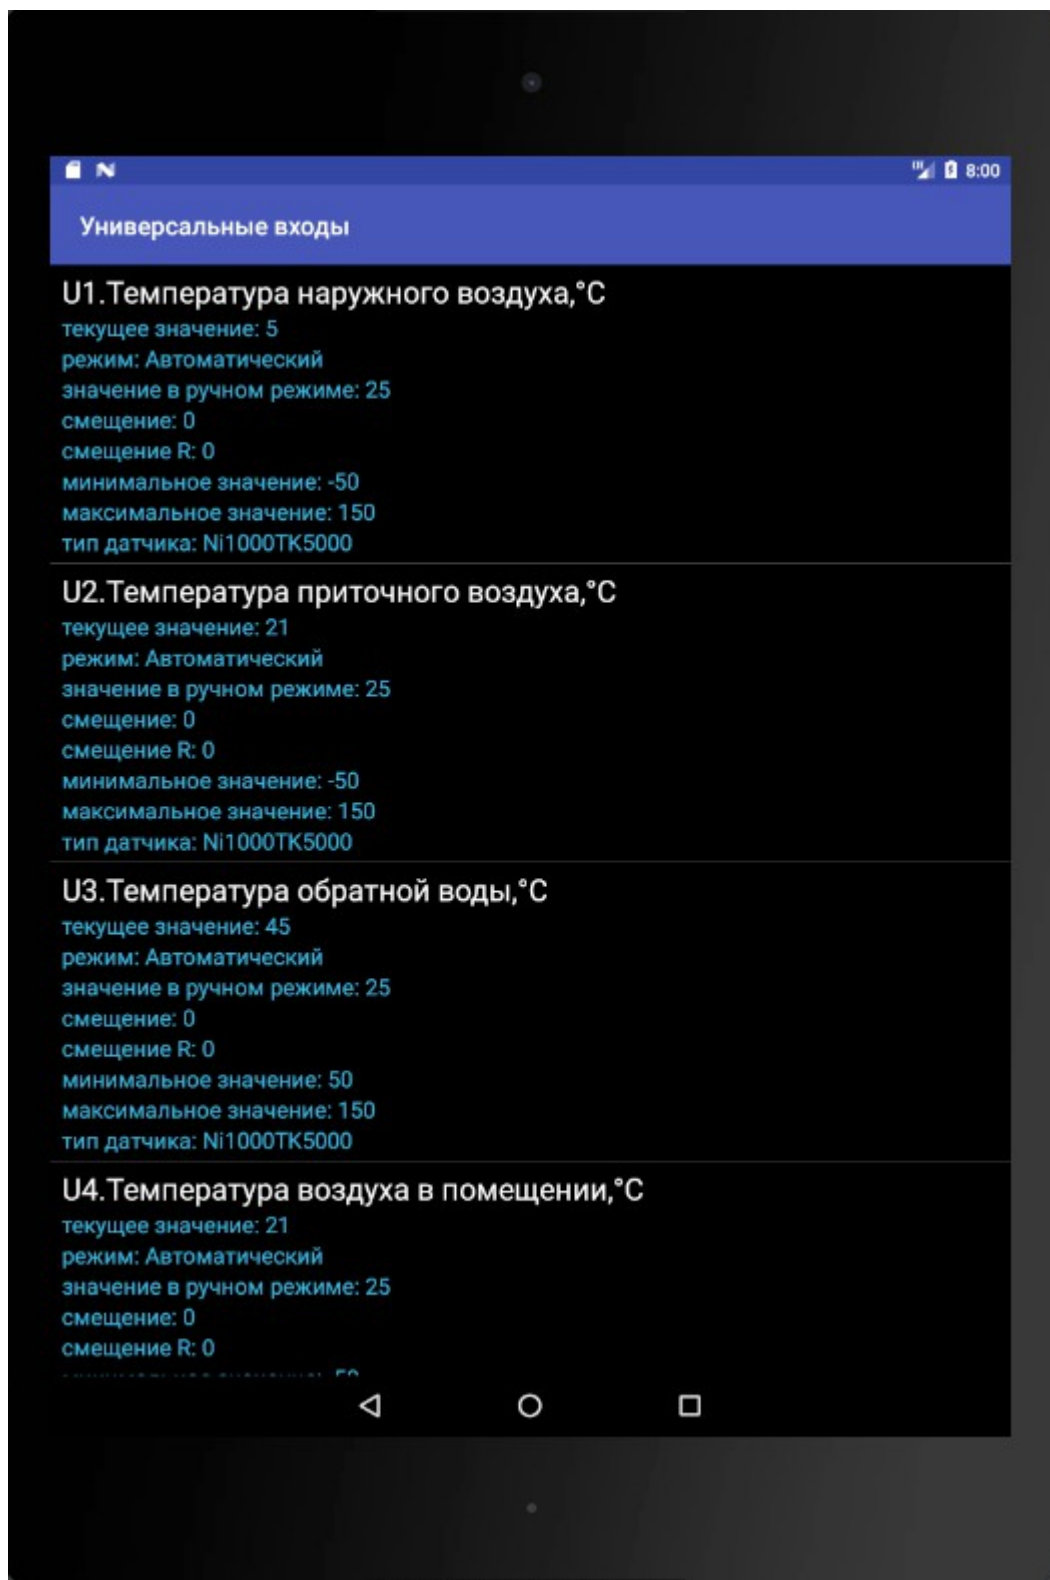 8:00
Универсальные входы
U1.Температура наружного воздуха,°C
текущее значение: 5
режим: Автоматический
значение в ручном режиме: 25
смещение: 0
смещение R: 0
минимальное значение: -50
максимальное значение: 150
тип датчика: Ni1000TK5000
U2.Температура приточного воздуха,°C
текущее значение: 21
режим: Автоматический
значение в ручном режиме: 25
смещение: 0
смещение R: 0
минимальное значение: -50
максимальное значение: 150
тип датчика: Ni1000TK5000
U3.Температура обратной воды,°C
текущее значение: 45
режим: Автоматический
значение в ручном режиме: 25
смещение: 0
смещение R: 0
минимальное значение: 50
максимальное значение: 150
тип датчика: Ni1000TK5000
U4.Температура воздуха в помещении,°C
текущее значение: 21
режим: Автоматический
значение в ручном режиме: 25
смещение: 0
смещение R: 0